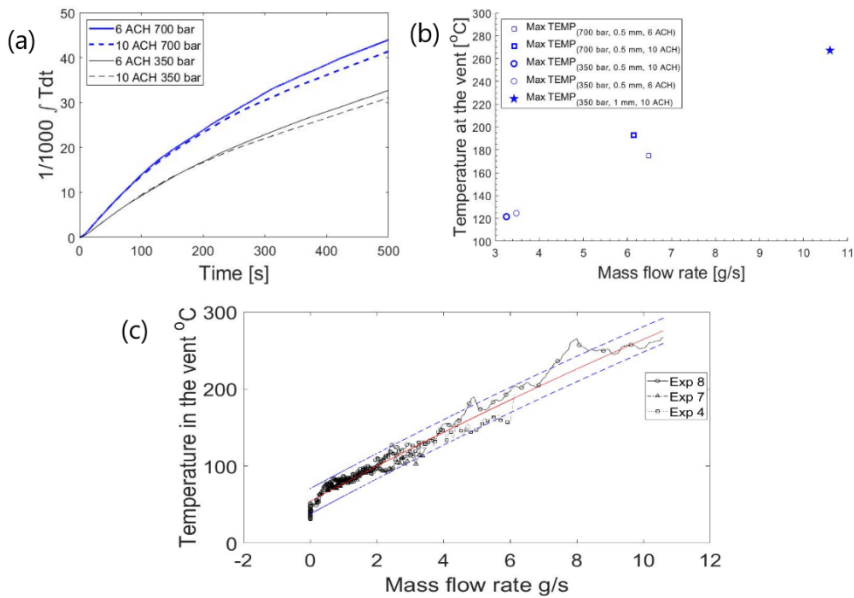 (a)
50
40
30
20
10
0
1/1000 ∫ Tdt
6 ACH 700 bar
10 ACH 700 bar
6 ACH 350 bar
10 ACH 350 bar
0 100 200 300 400 500
Time [s]
(b)
300
280
260
240
220
200
180
160
140
120
100
Temperature at the vent [°C]
Max TEMP(700 bar, 0.5 mm, 6 ACH)
Max TEMP(700 bar, 0.5 mm, 10 ACH)
Max TEMP(350 bar, 0.5 mm, 10 ACH)
Max TEMP(350 bar, 0.5 mm, 6 ACH)
Max TEMP(350 bar, 1 mm, 10 ACH)
3 4 5 6 7 8 9 10 11
Mass flow rate [g/s]
(c)
300
200
100
0
Temperature in the vent °C
Exp 8
Exp 7
Exp 4
-2 0 2 4 6 8 10 12
Mass flow rate g/s